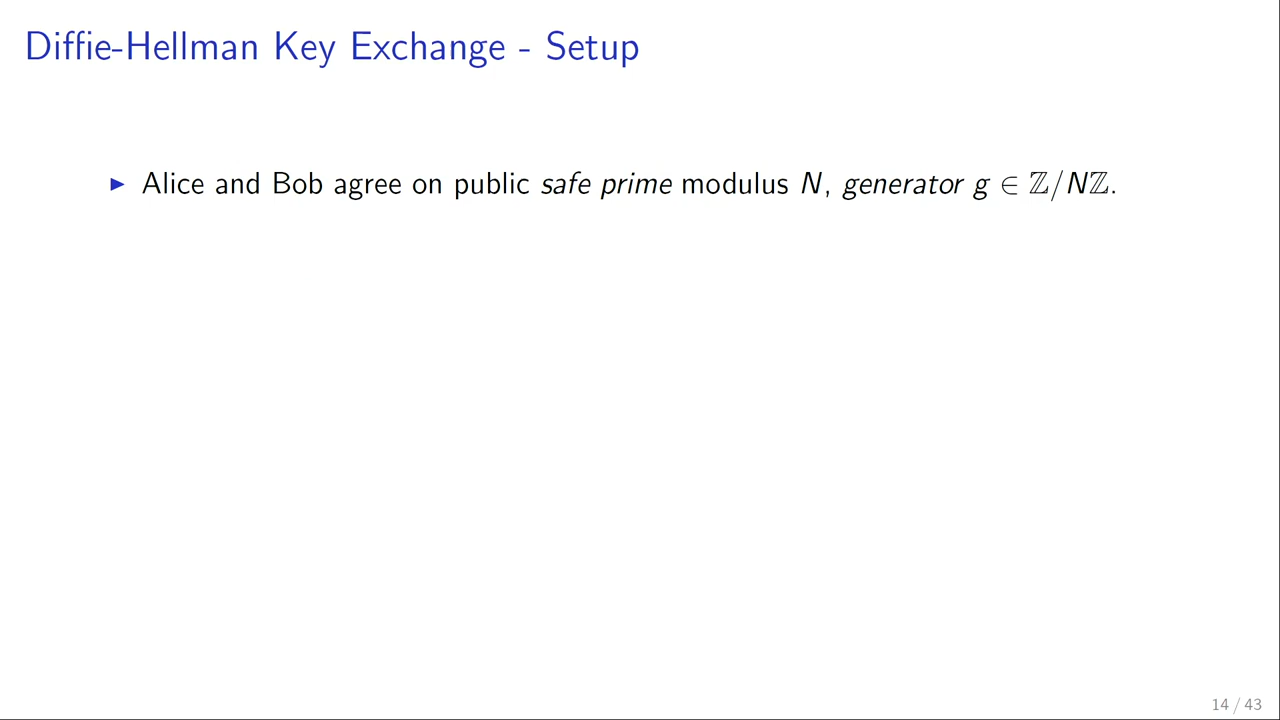 Diffie-Hellman Key Exchange - Setup
▶ Alice and Bob agree on public safe prime modulus N, generator g ∈ ℤ/Nℤ.
14 / 43